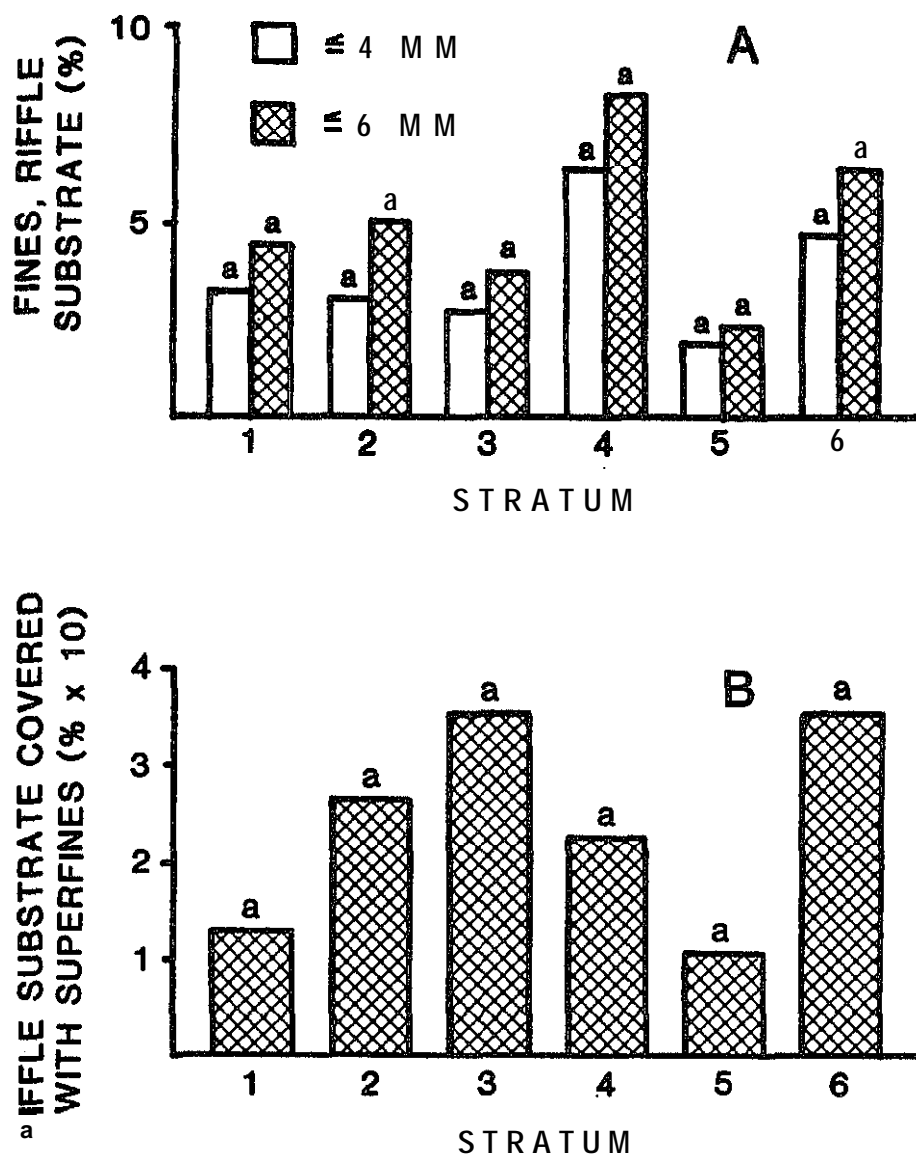 10
5
FINES, RIFFLE
SUBSTRATE (%)
≤ 4 MM
≤ 6 MM
A
a a a a a a a a a a a a
1 2 3 4 5 6
STRATUM
IFFLE SUBSTRATE COVERED
WITH SUPERFINES (% x 10)
a
4
3
2
1
B
a a a a a a
1 2 3 4 5 6
STRATUM